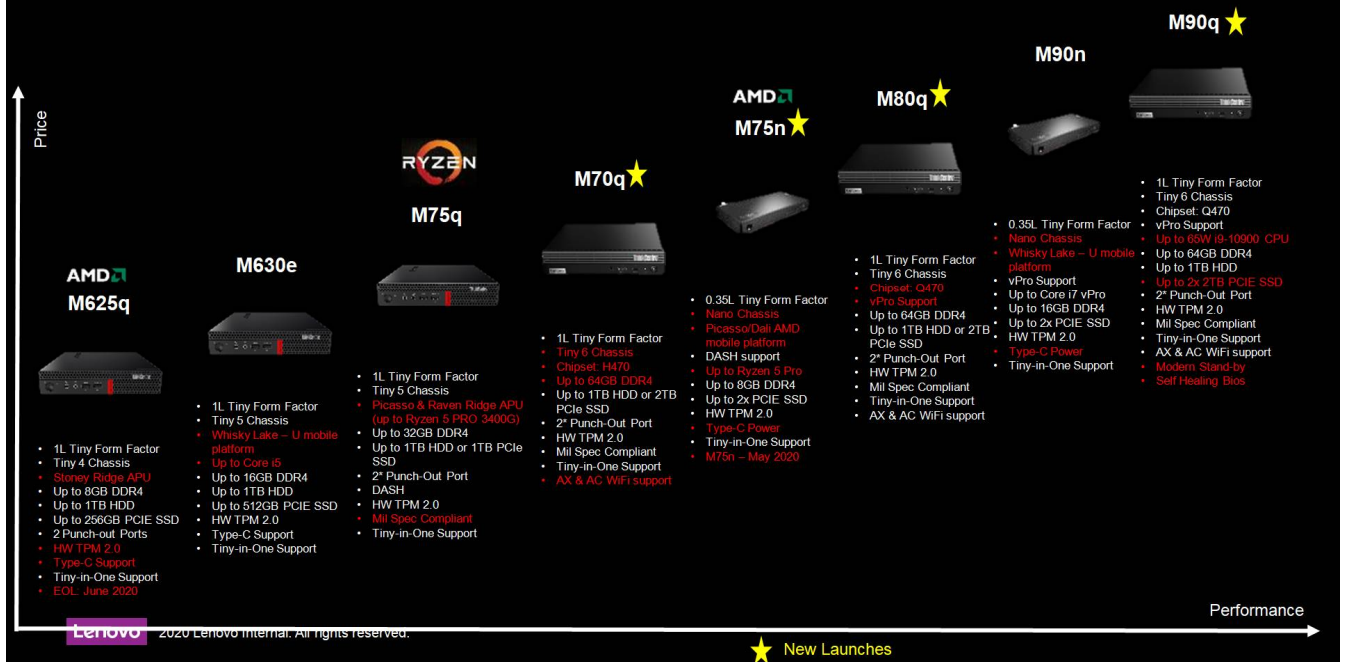 Price
AMD
M625q
• 1L Tiny Form Factor
• Tiny 4 Chassis
• Stoney Ridge APU
• Up to 8GB DDR4
• Up to 1TB HDD
• Up to 256GB PCIE SSD
• 2 Punch-out Ports
• HW TPM 2.0
• Type-C Support
• Tiny-in-One Support
• EOL: June 2020
M630e
• 1L Tiny Form Factor
• Tiny 5 Chassis
• Whisky Lake – U mobile
platform
• Up to Core i5
• Up to 16GB DDR4
• Up to 1TB HDD
• Up to 512GB PCIE SSD
• HW TPM 2.0
• Type-C Support
• Tiny-in-One Support
RYZEN
M75q
• 1L Tiny Form Factor
• Tiny 5 Chassis
• Picasso & Raven Ridge APU
(up to Ryzen 5 PRO 3400G)
• Up to 32GB DDR4
• Up to 1TB HDD or 1TB PCIe
SSD
• 2* Punch-Out Port
• DASH
• HW TPM 2.0
• Mil Spec Compliant
• Tiny-in-One Support
M70q
• 1L Tiny Form Factor
• Tiny 6 Chassis
• Chipset: H470
• Up to 64GB DDR4
• Up to 1TB HDD or 2TB
PCIe SSD
• 2* Punch-Out Port
• HW TPM 2.0
• Mil Spec Compliant
• Tiny-in-One Support
• AX & AC WiFi support
AMD
M75n
• 0.35L Tiny Form Factor
• Nano Chassis
• Picasso/Dali AMD
mobile platform
• DASH support
• Up to Ryzen 5 Pro
• Up to 8GB DDR4
• Up to 2x PCIE SSD
• HW TPM 2.0
• Type-C Power
• Tiny-in-One Support
• M75n – May 2020
M80q
• 1L Tiny Form Factor
• Tiny 6 Chassis
• Chipset: Q470
• vPro Support
• Up to 64GB DDR4
• Up to 1TB HDD or 2TB
PCIe SSD
• 2* Punch-Out Port
• HW TPM 2.0
• Mil Spec Compliant
• Tiny-in-One Support
• AX & AC WiFi support
M90n
• 0.35L Tiny Form Factor
• Nano Chassis
• Whisky Lake – U mobile
platform
• vPro Support
• Up to Core i7 vPro
• Up to 16GB DDR4
• Up to 2x PCIE SSD
• HW TPM 2.0
• Type-C Power
• Tiny-in-One Support
M90q
• 1L Tiny Form Factor
• Tiny 6 Chassis
• Chipset: Q470
• vPro Support
• Up to 65W i9-10900 CPU
• Up to 64GB DDR4
• Up to 1TB HDD
• Up to 2x 2TB PCIE SSD
• 2* Punch-Out Port
• HW TPM 2.0
• Mil Spec Compliant
• Tiny-in-One Support
• AX & AC WiFi support
• Modern Stand-by
• Self Healing Bios
Performance
Lenovo
2020 Lenovo Internal. All rights reserved.
New Launches